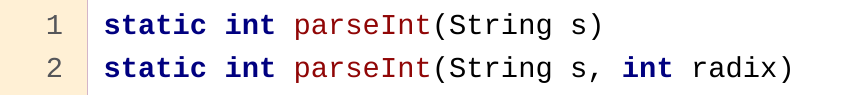 1 static int parseInt(String s)
2 static int parseInt(String s, int radix)